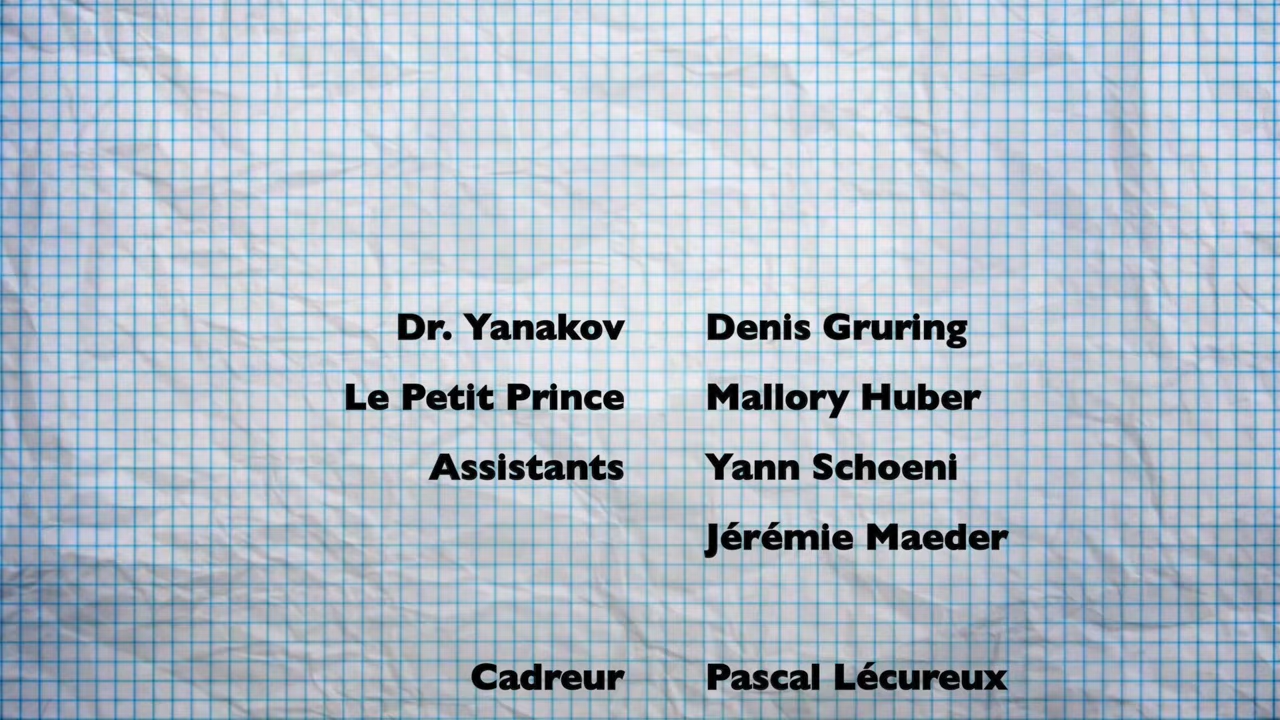 Dr. Yanakov Denis Gruring
Le Petit Prince Mallory Huber
Assistants Yann Schoeni
Jérémie Maeder
Cadreur Pascal Lécureux